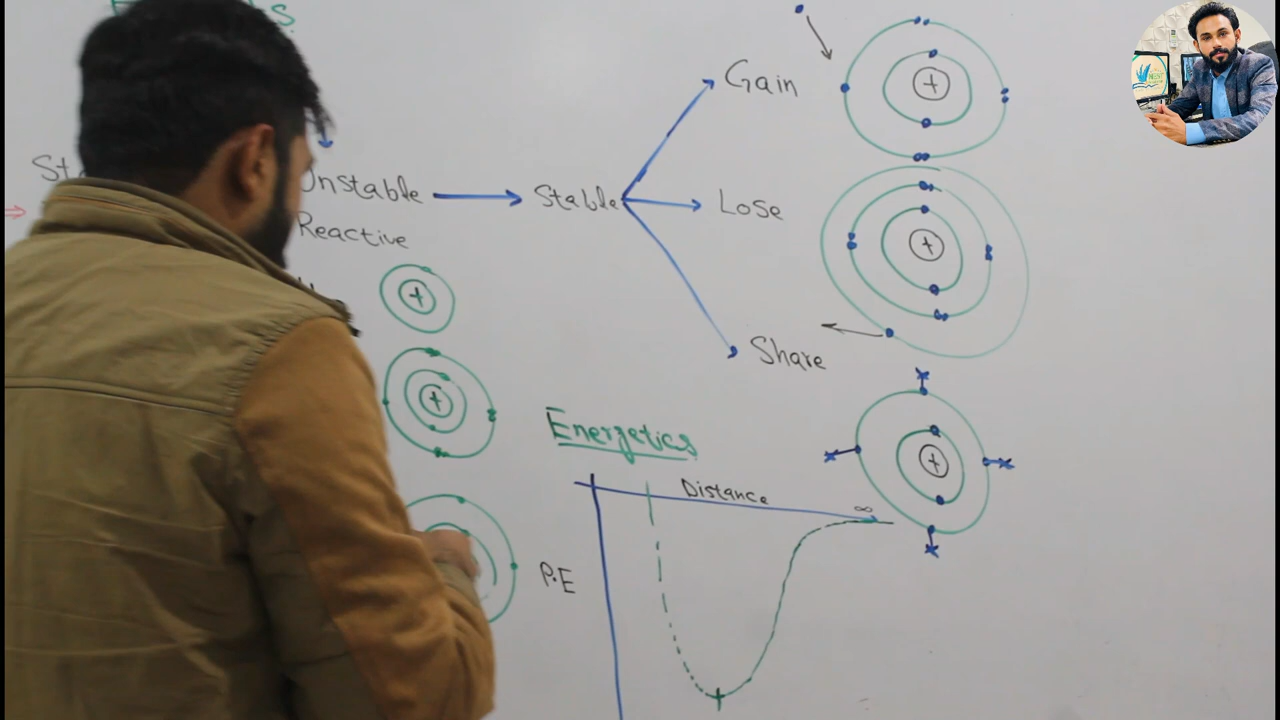 Gain
Unstable
Stable
Lose
Reactive
Share
Energetics
Distance
∞
P.E
+
+
+
+
+